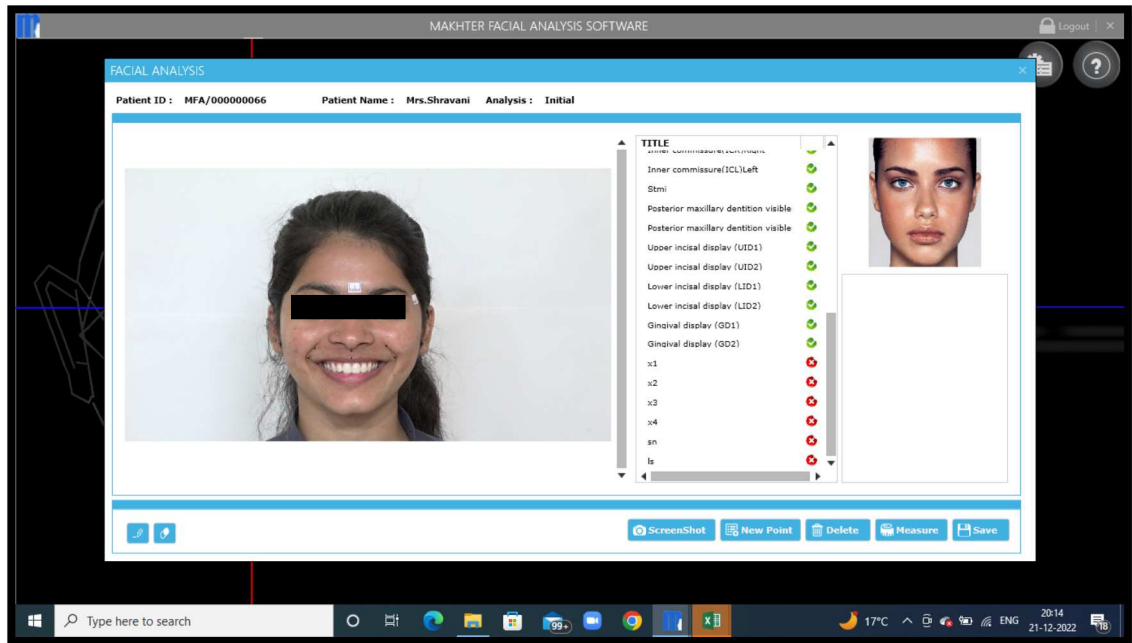 MAKHTER FACIAL ANALYSIS SOFTWARE
Logout
FACIAL ANALYSIS
Patient ID : MFA/000000066 Patient Name : Mrs.Shravani Analysis : Initial
TITLE
Inner commissure(ICR)Right
Inner commissure(ICL)Left
Stmi
Posterior maxillary dentition visible
Posterior maxillary dentition visible
Upper incisal display (UID1)
Upper incisal display (UID2)
Lower incisal display (LID1)
Lower incisal display (LID2)
Gingival display (GD1)
Gingival display (GD2)
x1
x2
x3
x4
sn
ls
ScreenShot New Point Delete Measure Save
Type here to search
99+
17°C ENG 20:14
21-12-2022
18